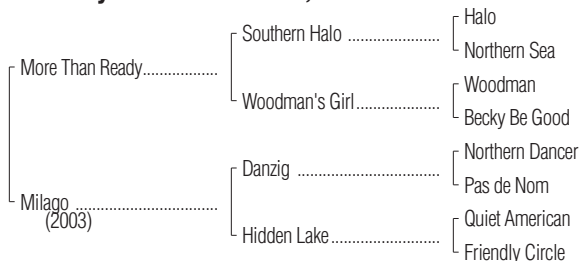 Halo
Southern Halo
Northern Sea
More Than Ready
Woodman
Woodman's Girl
Becky Be Good
Northern Dancer
Danzig
Pas de Nom
Milago
(2003)
Quiet American
Hidden Lake
Friendly Circle